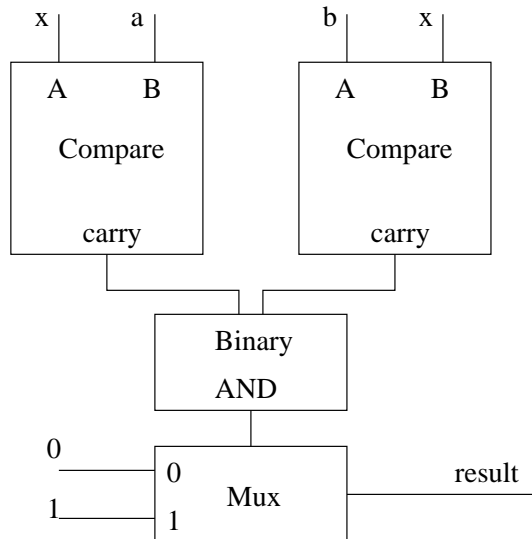 x a b x
A B A B
Compare Compare
carry carry
Binary
AND
0 0
result
Mux
1 1